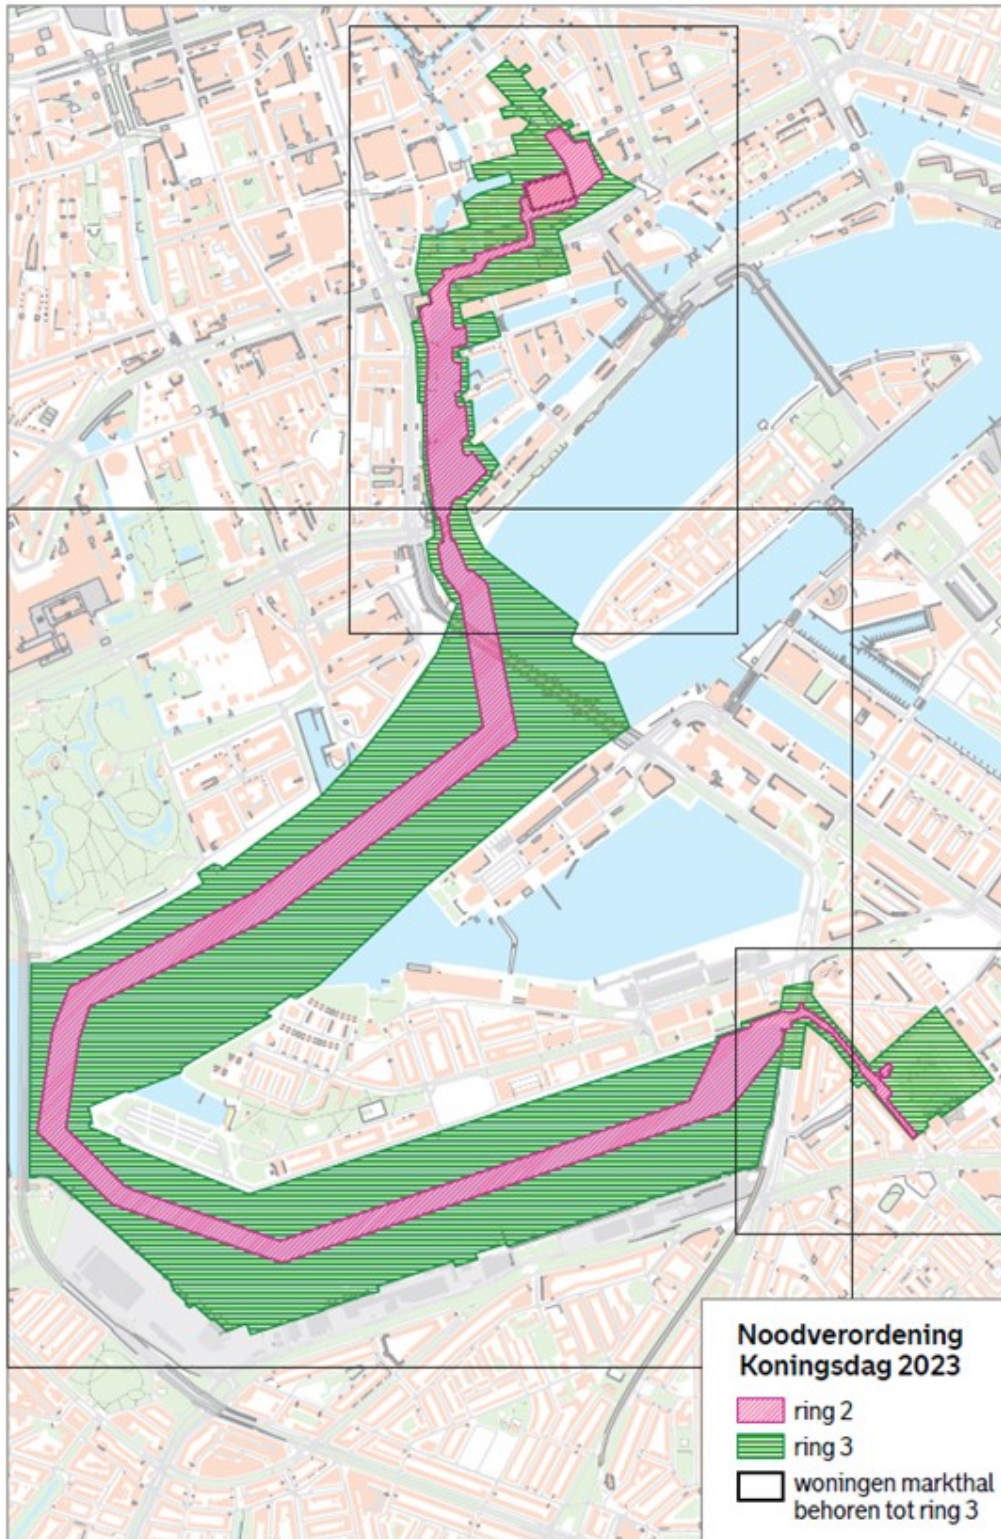 Noodverordening
Koningsdag 2023
ring 2
ring 3
woningen markthal
behoren tot ring 3